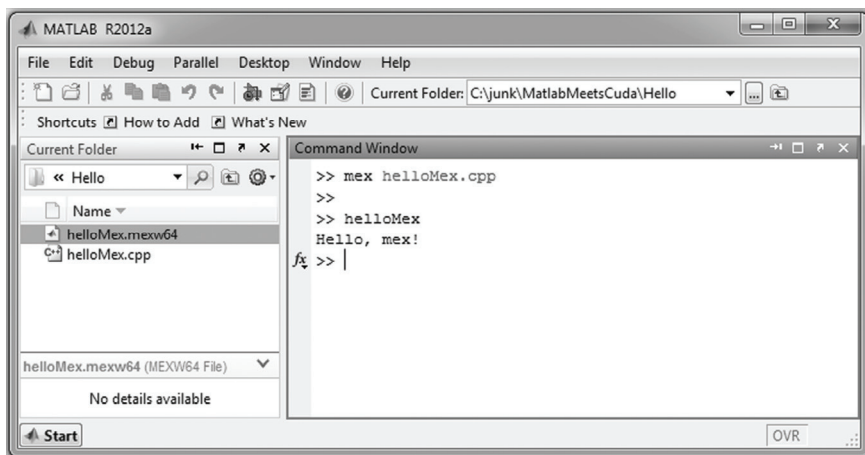 MATLAB R2012a
File Edit Debug Parallel Desktop Window Help
Current Folder: C:\junk\MatlabMeetsCuda\Hello
Shortcuts How to Add What's New
Current Folder
« Hello
Name
helloMex.mexw64
helloMex.cpp
helloMex.mexw64 (MEXW64 File)
No details available
Command Window
>> mex helloMex.cpp
>>
>> helloMex
Hello, mex!
fx >>
Start
OVR